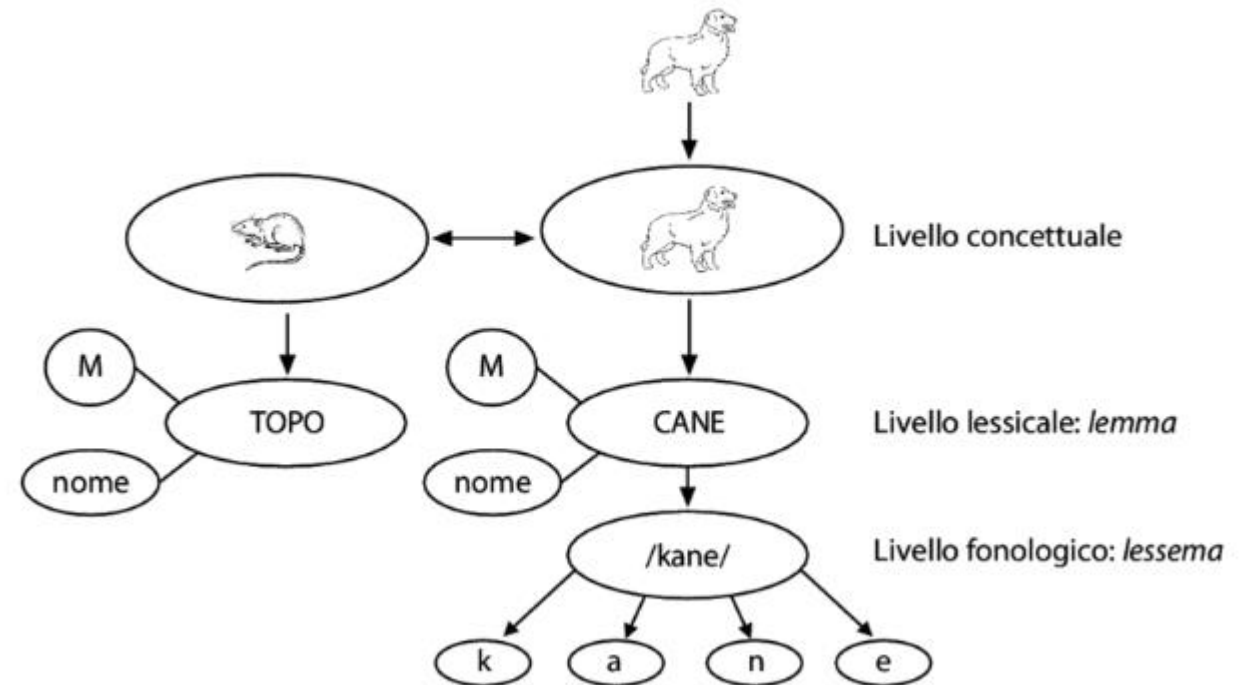 Livello concettuale
M
M
TOPO
CANE
Livello lessicale: lemma
nome
nome
/kane/
Livello fonologico: lessema
k
a
n
e